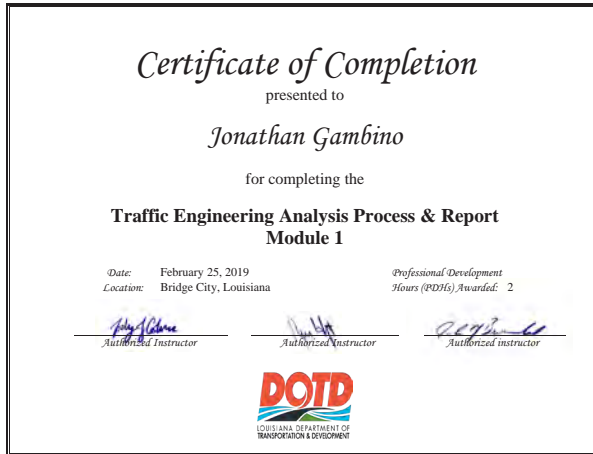 Certificate of Completion
presented to
Jonathan Gambino
for completing the
Traffic Engineering Analysis Process & Report
Module 1
Date: February 25, 2019
Location: Bridge City, Louisiana
Professional Development
Hours (PDHs) Awarded: 2
Authorized Instructor
Authorized Instructor
Authorized instructor
DOTD
LOUISIANA DEPARTMENT OF
TRANSPORTATION & DEVELOPMENT